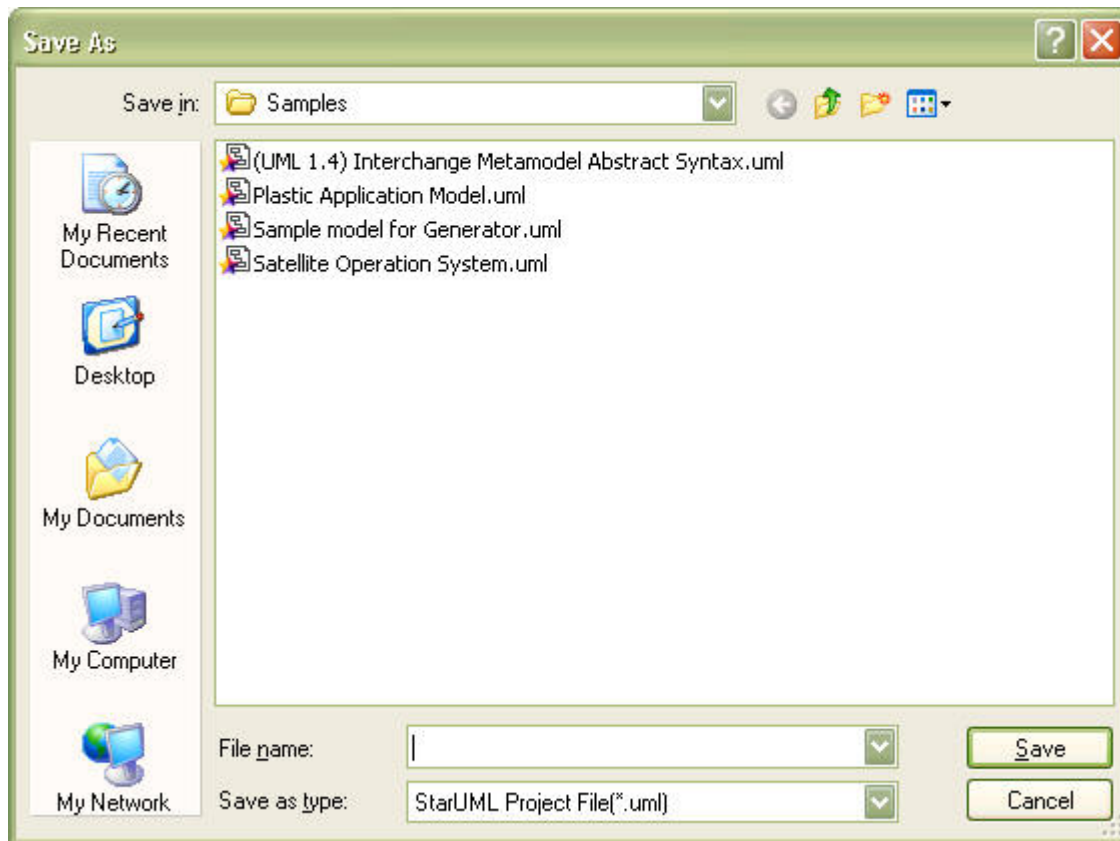 Save As
Save in: Samples
(UML 1.4) Interchange Metamodel Abstract Syntax.uml
Plastic Application Model.uml
Sample model for Generator.uml
Satellite Operation System.uml
My Recent
Documents
Desktop
My Documents
My Computer
My Network
File name:
Save
Save as type: StarUML Project File(*.uml)
Cancel